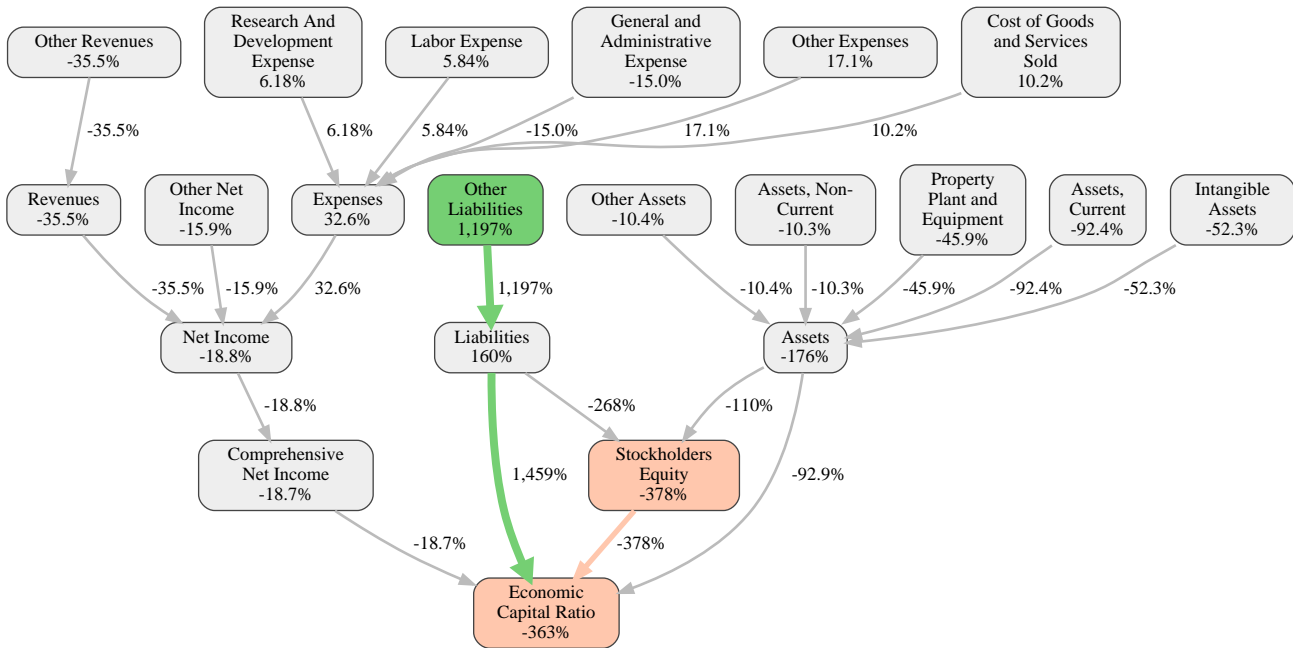 Other Revenues
-35.5%
Research And
Development
Expense
6.18%
Labor Expense
5.84%
General and
Administrative
Expense
-15.0%
Other Expenses
17.1%
Cost of Goods
and Services
Sold
10.2%
-35.5%
6.18%
5.84%
-15.0%
17.1%
10.2%
Revenues
-35.5%
Other Net
Income
-15.9%
Expenses
32.6%
Other
Liabilities
1,197%
Other Assets
-10.4%
Assets, Non-
Current
-10.3%
Property
Plant and
Equipment
-45.9%
Assets,
Current
-92.4%
Intangible
Assets
-52.3%
-35.5%
-15.9%
32.6%
1,197%
-10.4%
-10.3%
-45.9%
-92.4%
-52.3%
Net Income
-18.8%
Liabilities
160%
Assets
-176%
-18.8%
-268%
-110%
Comprehensive
Net Income
-18.7%
1,459%
Stockholders
Equity
-378%
-92.9%
-18.7%
-378%
Economic
Capital Ratio
-363%